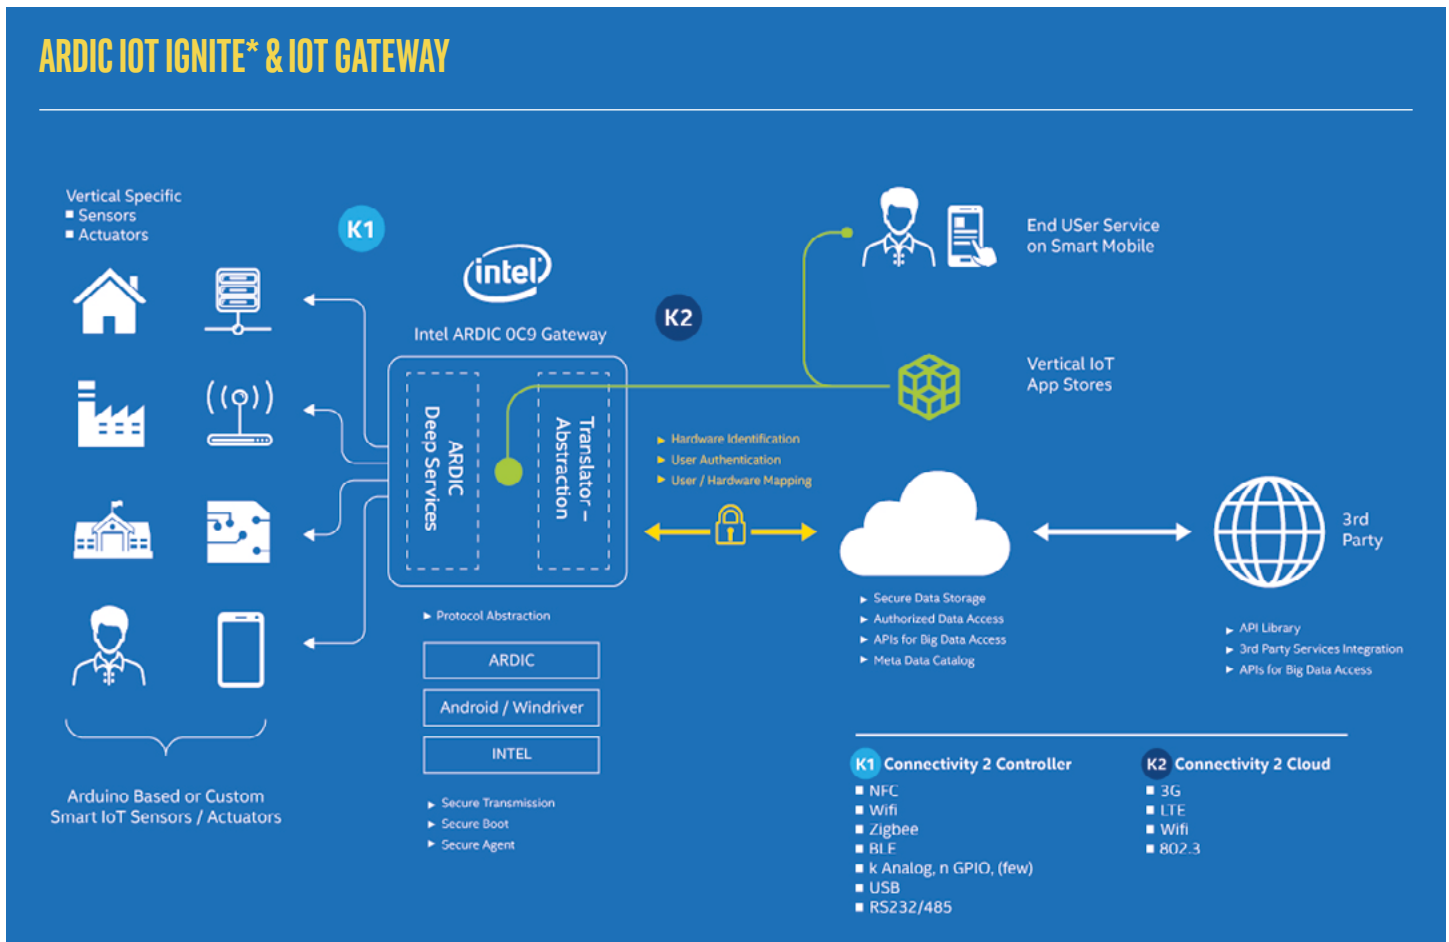 ARDIC IOT IGNITE* & IOT GATEWAY
Vertical Specific
Sensors
Actuators
K1
intel
Intel ARDIC 0C9 Gateway
ARDIC
Deep Services
Translator –
Abstraction
K2
End USer Service
on Smart Mobile
Vertical IoT
App Stores
Hardware Identification
User Authentication
User / Hardware Mapping
3rd
Party
Secure Data Storage
Authorized Data Access
APIs for Big Data Access
Meta Data Catalog
API Library
3rd Party Services Integration
APIs for Big Data Access
Protocol Abstraction
ARDIC
Android / Windriver
INTEL
Secure Transmission
Secure Boot
Secure Agent
Arduino Based or Custom
Smart IoT Sensors / Actuators
K1 Connectivity 2 Controller
NFC
Wifi
Zigbee
BLE
k Analog, n GPIO, (few)
USB
RS232/485
K2 Connectivity 2 Cloud
3G
LTE
Wifi
802.3